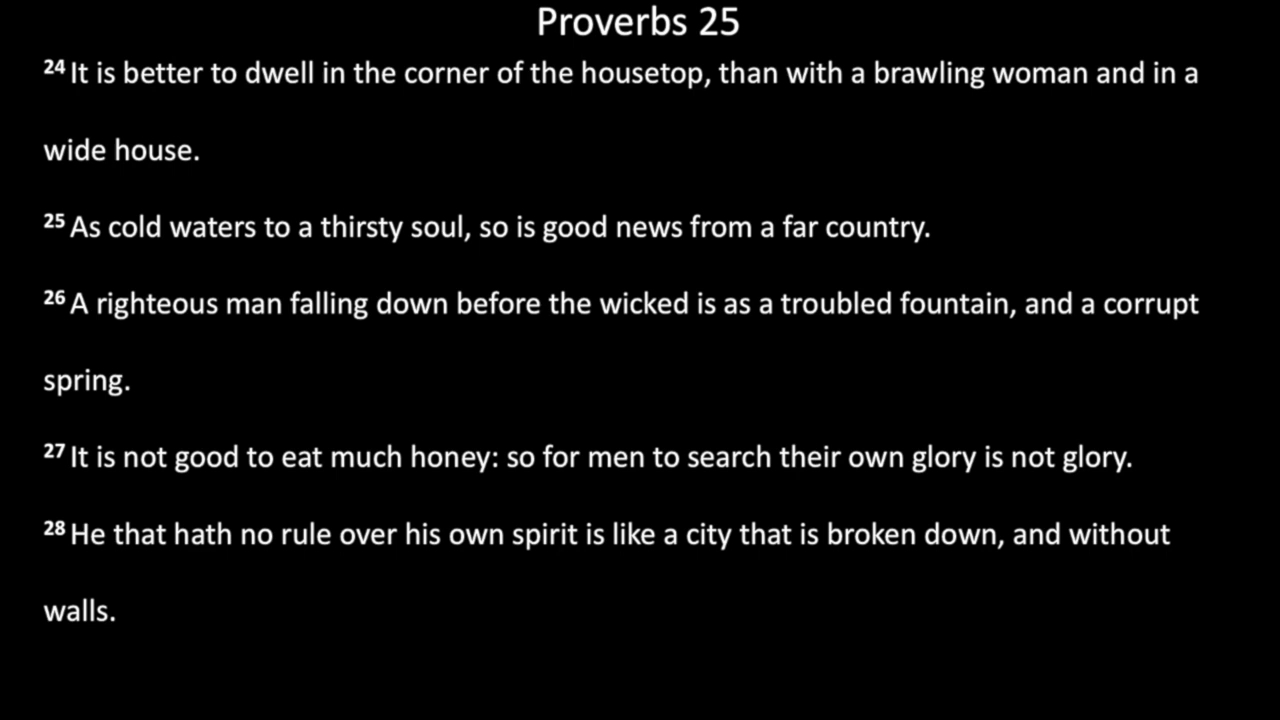 Proverbs 25
24 It is better to dwell in the corner of the housetop, than with a brawling woman and in a
wide house.
25 As cold waters to a thirsty soul, so is good news from a far country.
26 A righteous man falling down before the wicked is as a troubled fountain, and a corrupt
spring.
27 It is not good to eat much honey: so for men to search their own glory is not glory.
28 He that hath no rule over his own spirit is like a city that is broken down, and without
walls.